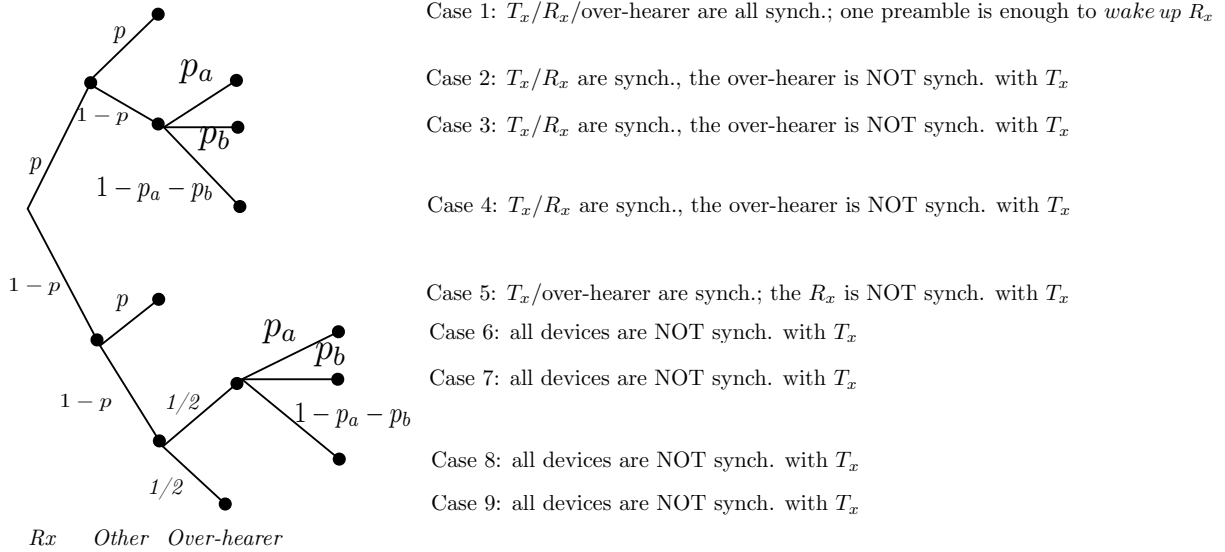 Case 1: Tx/Rx/over-hearer are all synch.; one preamble is enough to wake up Rx
p
pa
Case 2: Tx/Rx are synch., the over-hearer is NOT synch. with Tx
1 − p
pb
Case 3: Tx/Rx are synch., the over-hearer is NOT synch. with Tx
p
1 − pa − pb
Case 4: Tx/Rx are synch., the over-hearer is NOT synch. with Tx
1 − p
p
Case 5: Tx/over-hearer are synch.; the Rx is NOT synch. with Tx
pa
Case 6: all devices are NOT synch. with Tx
pb
Case 7: all devices are NOT synch. with Tx
1 − p
1/2
1 − pa − pb
Case 8: all devices are NOT synch. with Tx
1/2
Case 9: all devices are NOT synch. with Tx
Rx Other Over-hearer